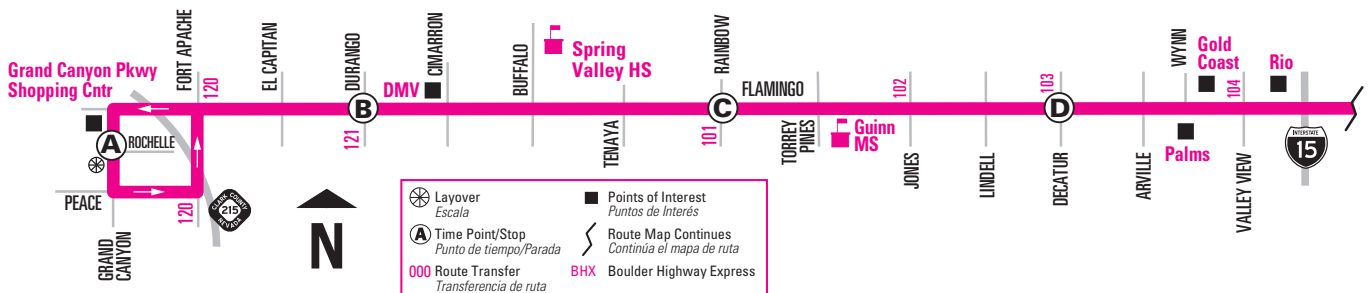 Grand Canyon Pkwy
Shopping Cntr
FORT APACHE
120
EL CAPITAN
DURANGO
B
121
DMV
CIMARRON
BUFFALO
Spring
Valley HS
TENAYA
RAINBOW
C
101
FLAMINGO
TORREY
PINES
Guinn
MS
102
JONES
LINDELL
103
D
DECATUR
ARVILLE
WYNN
Palms
Gold
Coast
104
VALLEY VIEW
Rio
INTERSTATE
15
A
ROCHELLE
PEACE
GRAND
CANYON
120
CLARK COUNTY
215
NEVADA
N
Layover
Escala
A Time Point/Stop
Punto de tiempo/Parada
000 Route Transfer
Transferencia de ruta
Points of Interest
Puntos de Interés
Route Map Continues
Continúa el mapa de ruta
BHX Boulder Highway Express